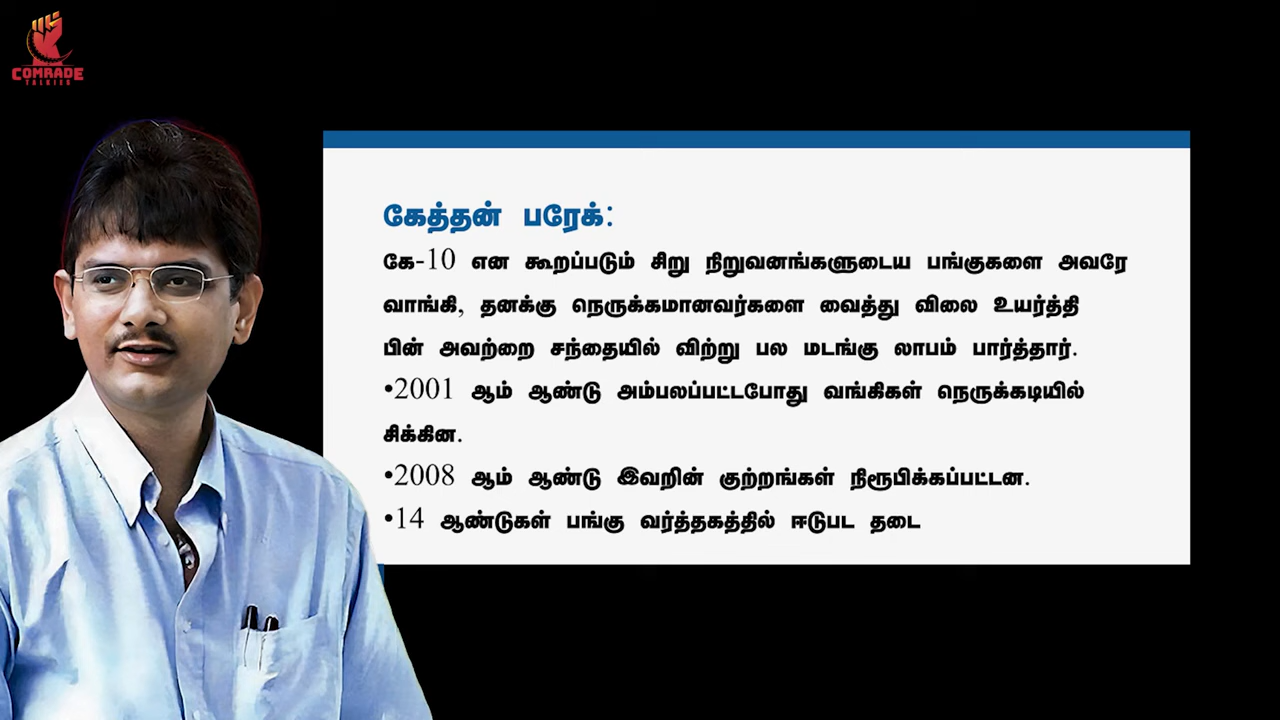 COMRADE
TALKIES
கேத்தன் பரேக்:
கே-10 என கூறப்படும் சிறு நிறுவனங்களுடைய பங்குகளை அவரே
வாங்கி, தனக்கு நெருக்கமானவர்களை வைத்து விலை உயர்த்தி
பின் அவற்றை சந்தையில் விற்று பல மடங்கு லாபம் பார்த்தார்.
•2001 ஆம் ஆண்டு அம்பலப்பட்டபோது வங்கிகள் நெருக்கடியில்
சிக்கின.
•2008 ஆம் ஆண்டு இவறின் குற்றங்கள் நிரூபிக்கப்பட்டன.
•14 ஆண்டுகள் பங்கு வர்த்தகத்தில் ஈடுபட தடை